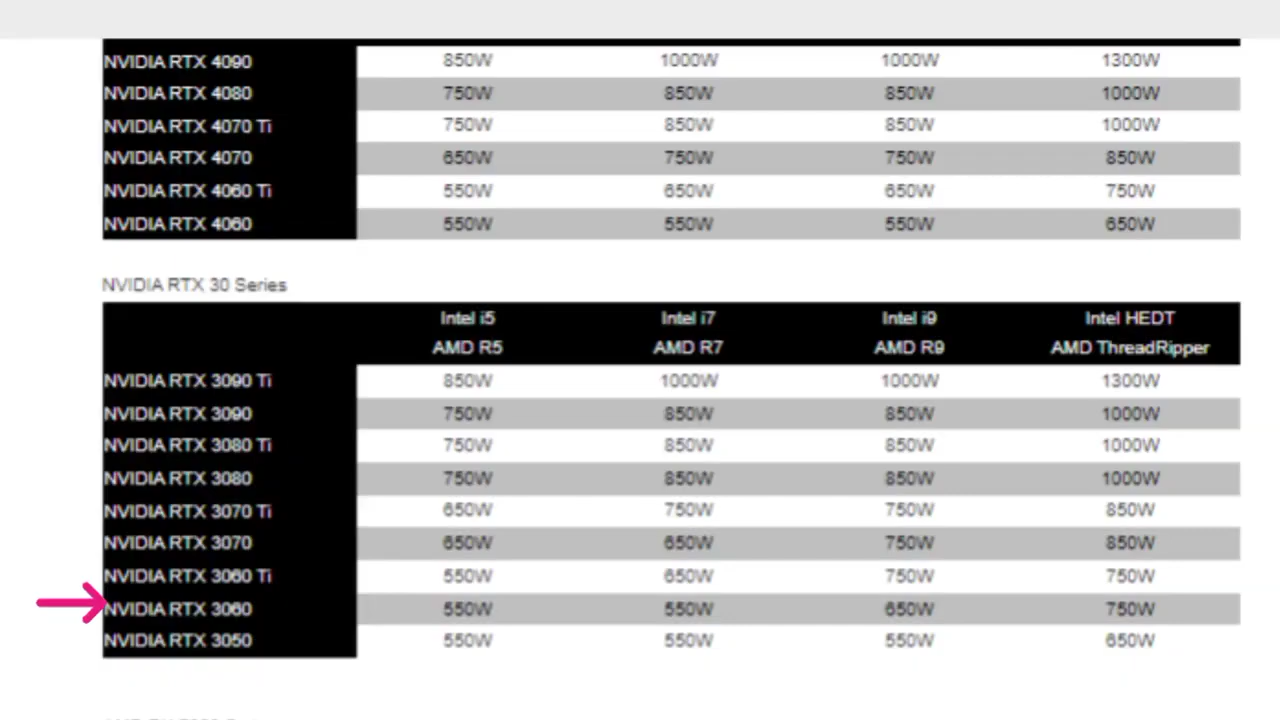 NVIDIA RTX 4090 850W 1000W 1000W 1300W
NVIDIA RTX 4080 750W 850W 850W 1000W
NVIDIA RTX 4070 Ti 750W 850W 850W 1000W
NVIDIA RTX 4070 650W 750W 750W 850W
NVIDIA RTX 4060 Ti 550W 650W 650W 750W
NVIDIA RTX 4060 550W 550W 550W 650W
NVIDIA RTX 30 Series
Intel i5 Intel i7 Intel i9 Intel HEDT
AMD R5 AMD R7 AMD R9 AMD ThreadRipper
NVIDIA RTX 3090 Ti 850W 1000W 1000W 1300W
NVIDIA RTX 3090 750W 850W 850W 1000W
NVIDIA RTX 3080 Ti 750W 850W 850W 1000W
NVIDIA RTX 3080 750W 850W 850W 1000W
NVIDIA RTX 3070 Ti 650W 750W 750W 850W
NVIDIA RTX 3070 650W 650W 750W 850W
NVIDIA RTX 3060 Ti 550W 650W 750W 750W
NVIDIA RTX 3060 550W 550W 650W 750W
NVIDIA RTX 3050 550W 550W 550W 650W